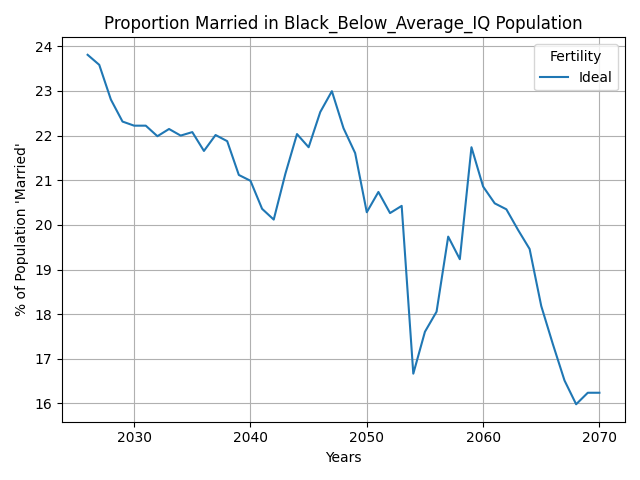 Proportion Married in Black_Below_Average_IQ Population
Fertility
Ideal
% of Population 'Married'
24
23
22
21
20
19
18
17
16
2030 2040 2050 2060 2070
Years